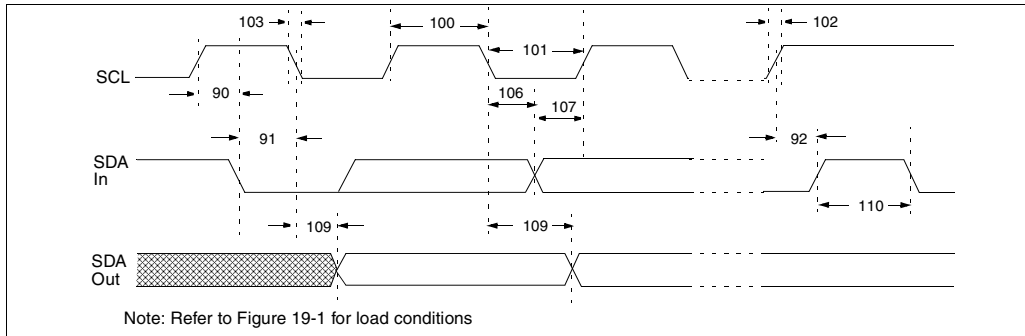 103
100
102
101
SCL
90
106
107
91
92
SDA
In
110
109
109
SDA
Out
Note: Refer to Figure 19-1 for load conditions